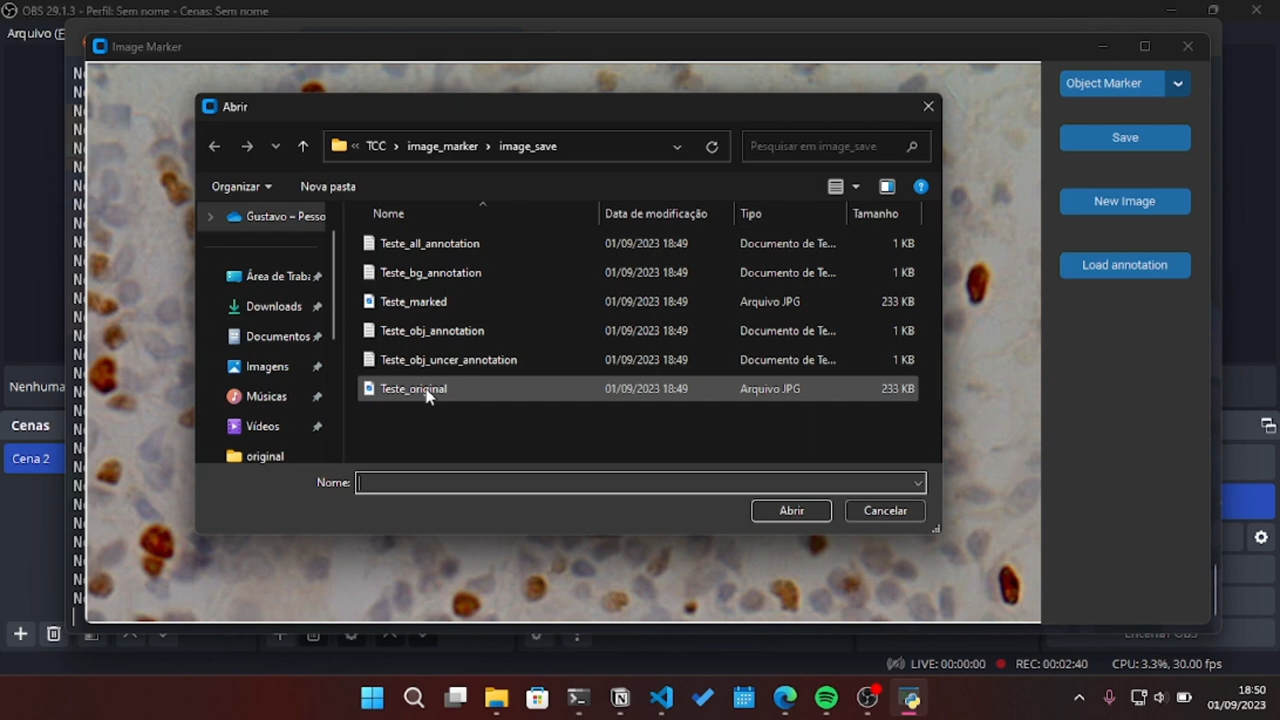 OBS 29.1.3 - Perfil: Sem nome - Cenas: Sem nome
Arquivo (F
Image Marker
Object Marker
Save
New Image
Load annotation
Abrir
TCC > image_marker > image_save
Pesquisar em image_save
Organizar
Nova pasta
Gustavo – Pesso
Área de Trab
Downloads
Documentos
Imagens
Músicas
Vídeos
original
Nome Data de modificação Tipo Tamanho
Teste_all_annotation 01/09/2023 18:49 Documento de Te... 1 KB
Teste_bg_annotation 01/09/2023 18:49 Documento de Te... 1 KB
Teste_marked 01/09/2023 18:49 Arquivo JPG 233 KB
Teste_obj_annotation 01/09/2023 18:49 Documento de Te... 1 KB
Teste_obj_uncer_annotation 01/09/2023 18:49 Documento de Te... 1 KB
Teste_original 01/09/2023 18:49 Arquivo JPG 233 KB
Nome:
Abrir
Cancelar
Nenhuma
Cenas
Cena 2
LIVE: 00:00:00
REC: 00:02:40
CPU: 3.3%, 30.00 fps
18:50
01/09/2023